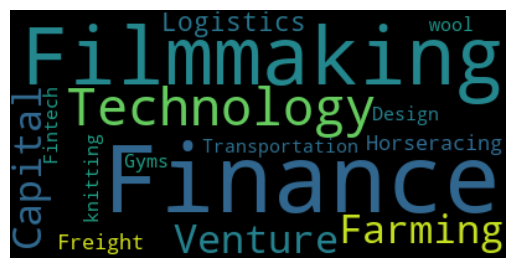 Logistics
wool
Filmmaking
Technology
Capital
Fintech
Design
knitting
Transportation
Horseracing
Gyms
Finance
Freight
Venture
Farming